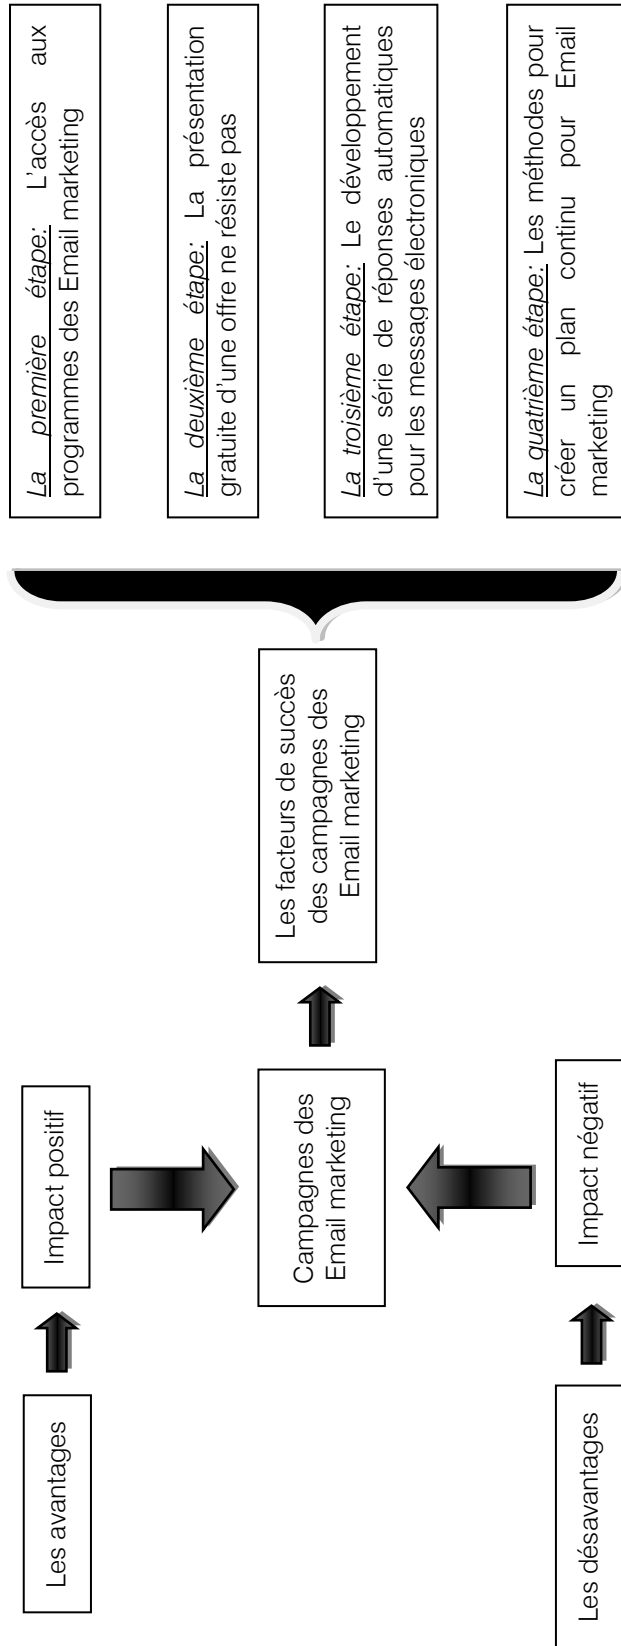 Les avantages
Impact positif
Les désavantages
Impact négatif
Campagnes des
Email marketing
Les facteurs de succès
des campagnes des
Email marketing
La première étape: L'accès aux
programmes des Email marketing
La deuxième étape: La présentation
gratuite d'une offre ne résiste pas
La troisième étape: Le développement
d'une série de réponses automatiques
pour les messages électroniques
La quatrième étape: Les méthodes pour
créer un plan continu pour Email
marketing